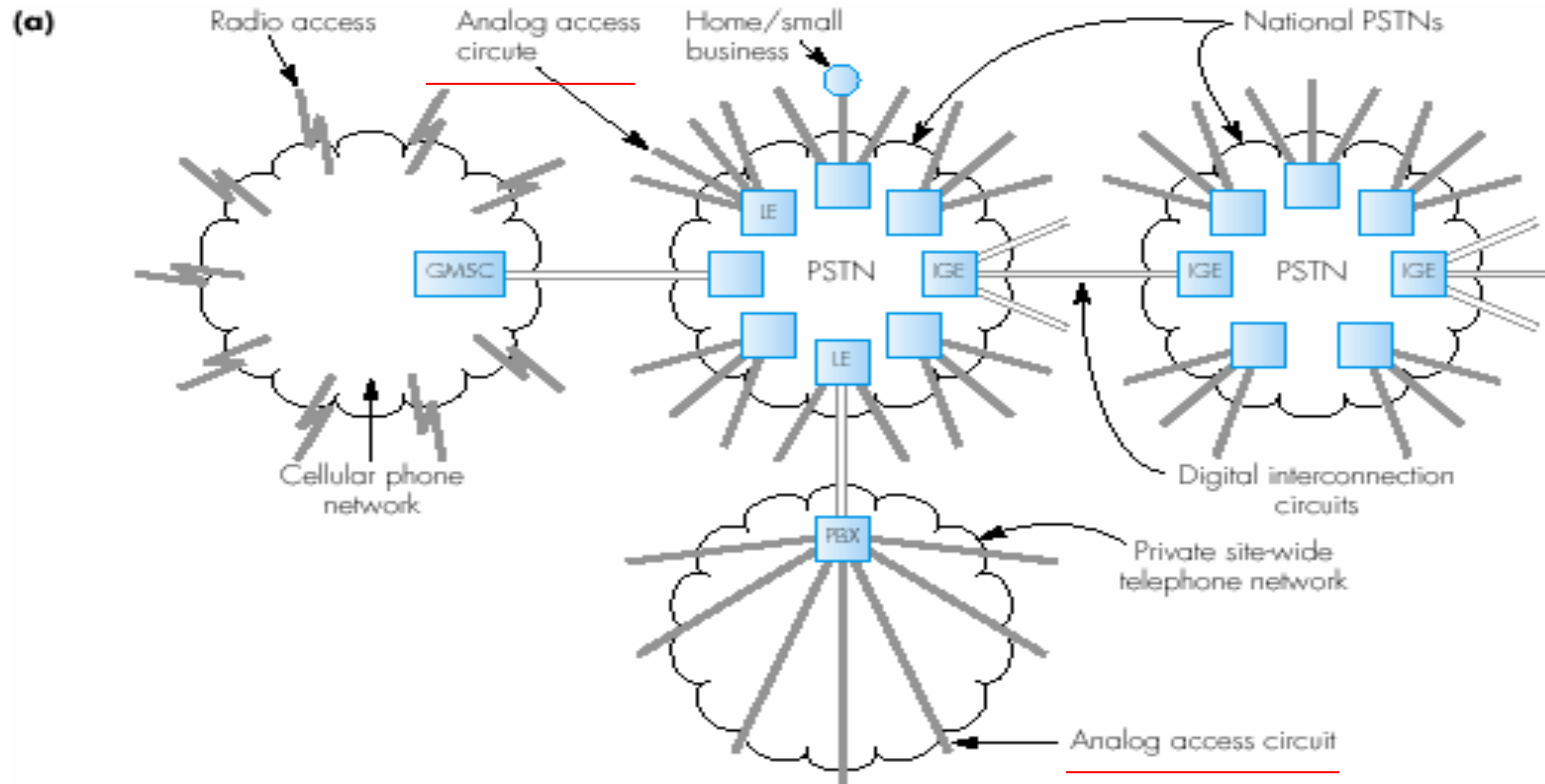 (a)
Radio access
Analog access
circute
Home/small
business
National PSTNs
LE
GMSC
PSTN
IGE
IGE
PSTN
IGE
LE
Cellular phone
network
Digital interconnection
circuits
PBX
Private site-wide
telephone network
Analog access circuit